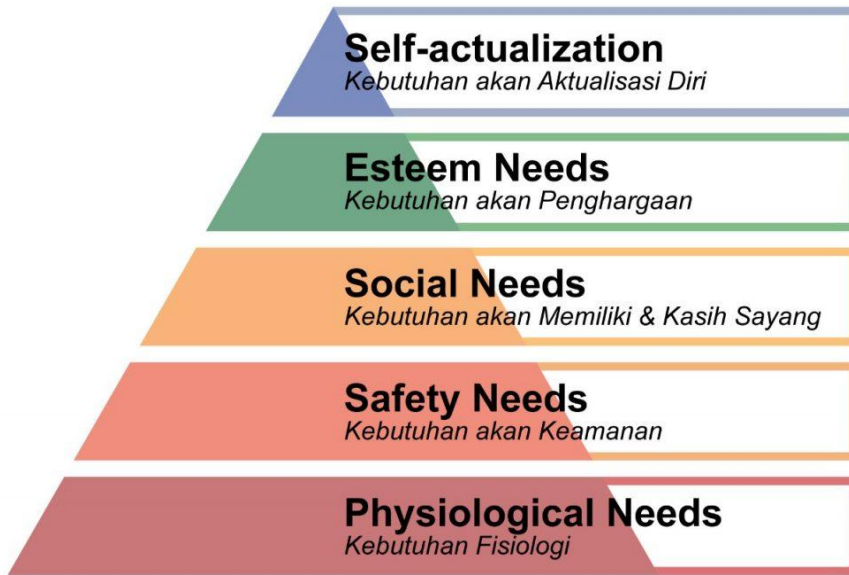 Self-actualization
Kebutuhan akan Aktualisasi Diri
Esteem Needs
Kebutuhan akan Penghargaan
Social Needs
Kebutuhan akan Memiliki & Kasih Sayang
Safety Needs
Kebutuhan akan Keamanan
Physiological Needs
Kebutuhan Fisiologi